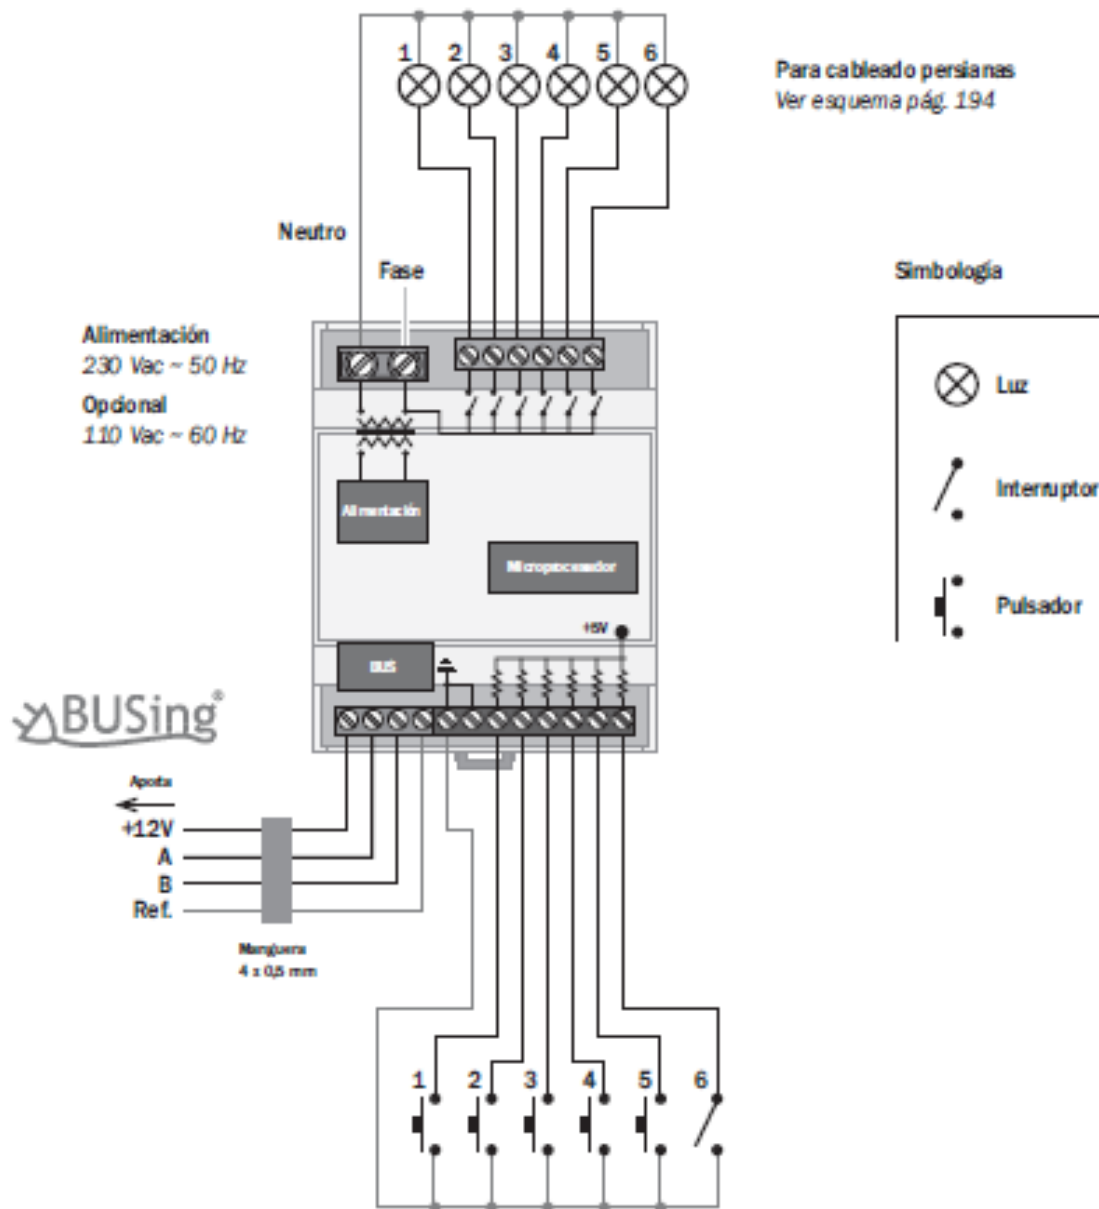 1 2 3 4 5 6
Para cableado persianas
Ver esquema pág. 194
Neutro
Fase
Simbología
Alimentación
230 Vac ~ 50 Hz
Opcional
110 Vac ~ 60 Hz
Luz
Interruptor
Pulsador
Alimentación
Microprocesador
+5V
BUS
BUSing®
Aporta
+12V
A
B
Ref.
Manguera
4 x 0,5 mm
1 2 3 4 5 6